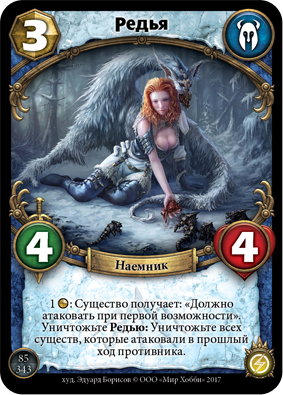 3
Редья
4
Наемник
4
1 : Существо получает: «Должно
атаковать при первой возможности».
Уничтожьте Редью: Уничтожьте всех
существ, которые атаковали в прошлый
ход противника.
85
343
худ. Эдуард Борисов © ООО «Мир Хобби» 2017